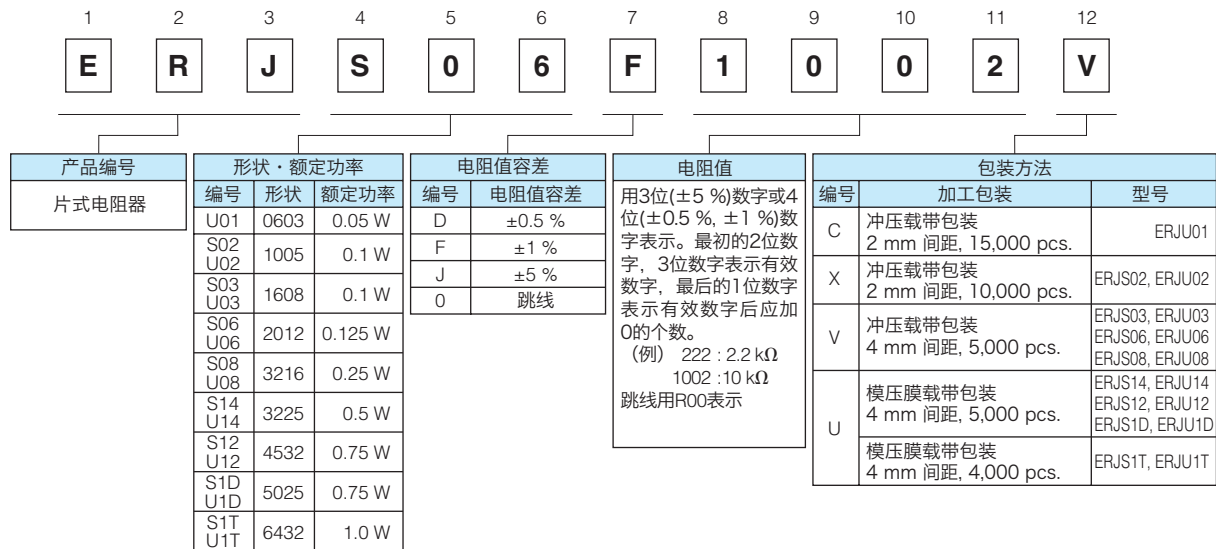 1 2 3 4 5 6 7 8 9 10 11 12
E R J S 0 6 F 1 0 0 2 V
产品编号
片式电阻器
形状・额定功率
编号 形状 额定功率
U01 0603 0.05 W
S02
U02 1005 0.1 W
S03
U03 1608 0.1 W
S06
U06 2012 0.125 W
S08
U08 3216 0.25 W
S14
U14 3225 0.5 W
S12
U12 4532 0.75 W
S1D
U1D 5025 0.75 W
S1T
U1T 6432 1.0 W
电阻值容差
编号 电阻值容差
D ±0.5 %
F ±1 %
J ±5 %
0 跳线
电阻值
用3位(±5 %)数字或4
位(±0.5 %, ±1 %)数
字表示。最初的2位数
字，3位数字表示有效
数字，最后的1位数字
表示有效数字后应加
0的个数。
（例） 222 : 2.2 kΩ
1002 :10 kΩ
跳线用R00表示
包装方法
编号 加工包装 型号
C 冲压载带包装
2 mm 间距, 15,000 pcs. ERJU01
X 冲压载带包装
2 mm 间距, 10,000 pcs. ERJS02, ERJU02
V 冲压载带包装
4 mm 间距, 5,000 pcs.
ERJS03, ERJU03
ERJS06, ERJU06
ERJS08, ERJU08
U 模压膜载带包装
4 mm 间距, 5,000 pcs.
ERJS14, ERJU14
ERJS12, ERJU12
ERJS1D, ERJU1D
模压膜载带包装
4 mm 间距, 4,000 pcs. ERJS1T, ERJU1T